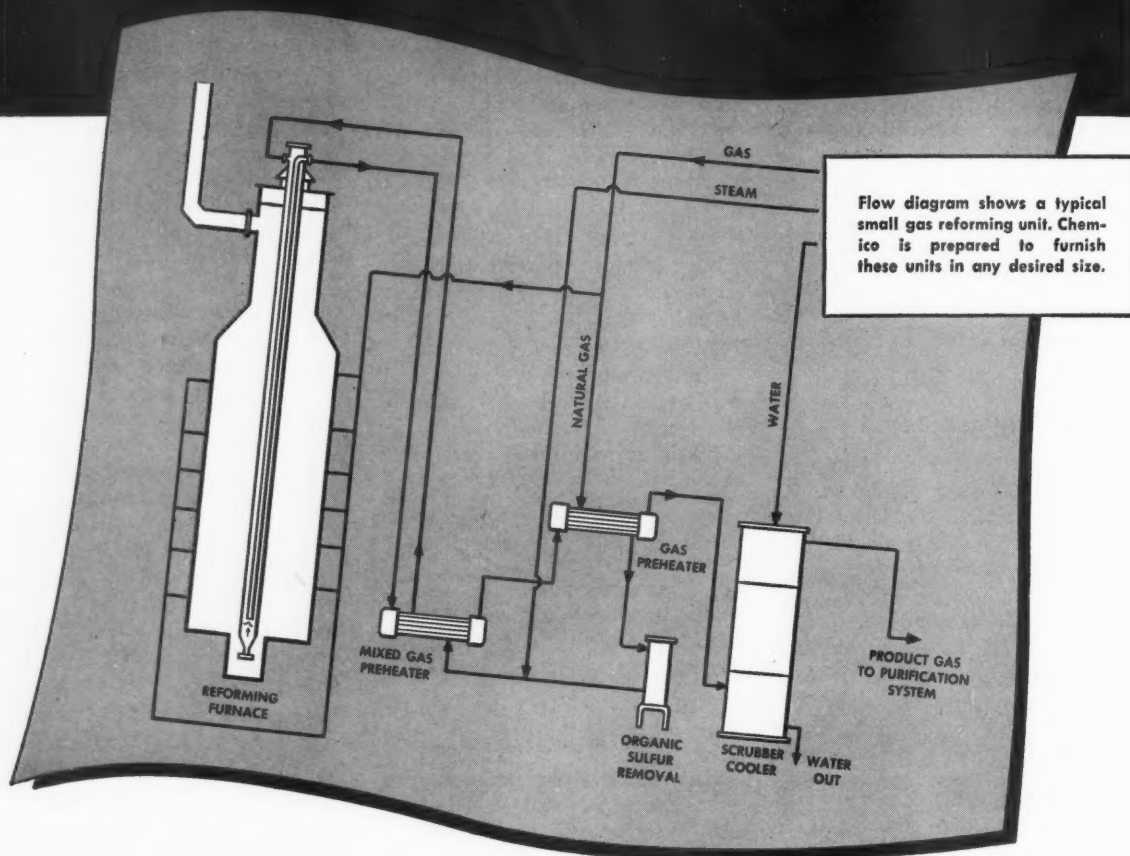 GAS
STEAM
Flow diagram shows a typical
small gas reforming unit. Chem-
ico is prepared to furnish
these units in any desired size.
NATURAL GAS
WATER
GAS
PREHEATER
MIXED GAS
PREHEATER
REFORMING
FURNACE
ORGANIC
SULFUR
REMOVAL
SCRUBBER
COOLER
WATER
OUT
PRODUCT GAS
TO PURIFICATION
SYSTEM